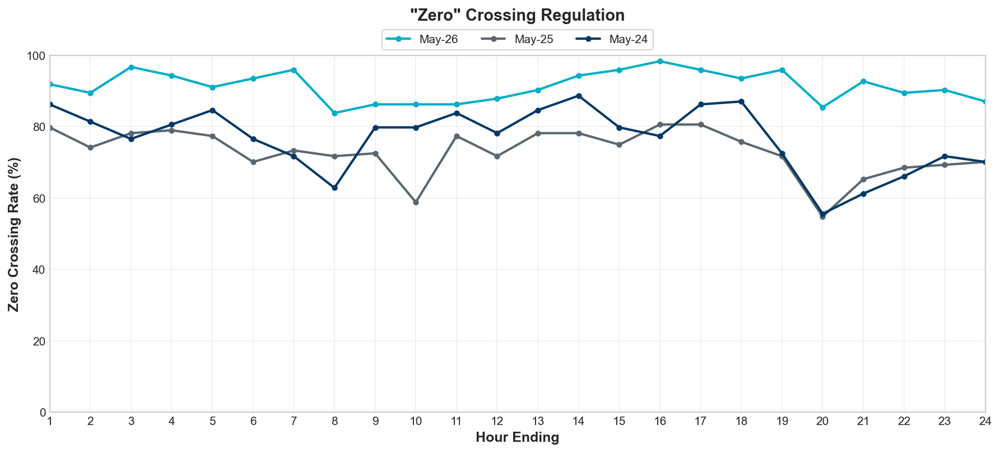 "Zero" Crossing Regulation
May-26 May-25 May-24
Zero Crossing Rate (%)
100
80
60
40
20
0
1 2 3 4 5 6 7 8 9 10 11 12 13 14 15 16 17 18 19 20 21 22 23 24
Hour Ending